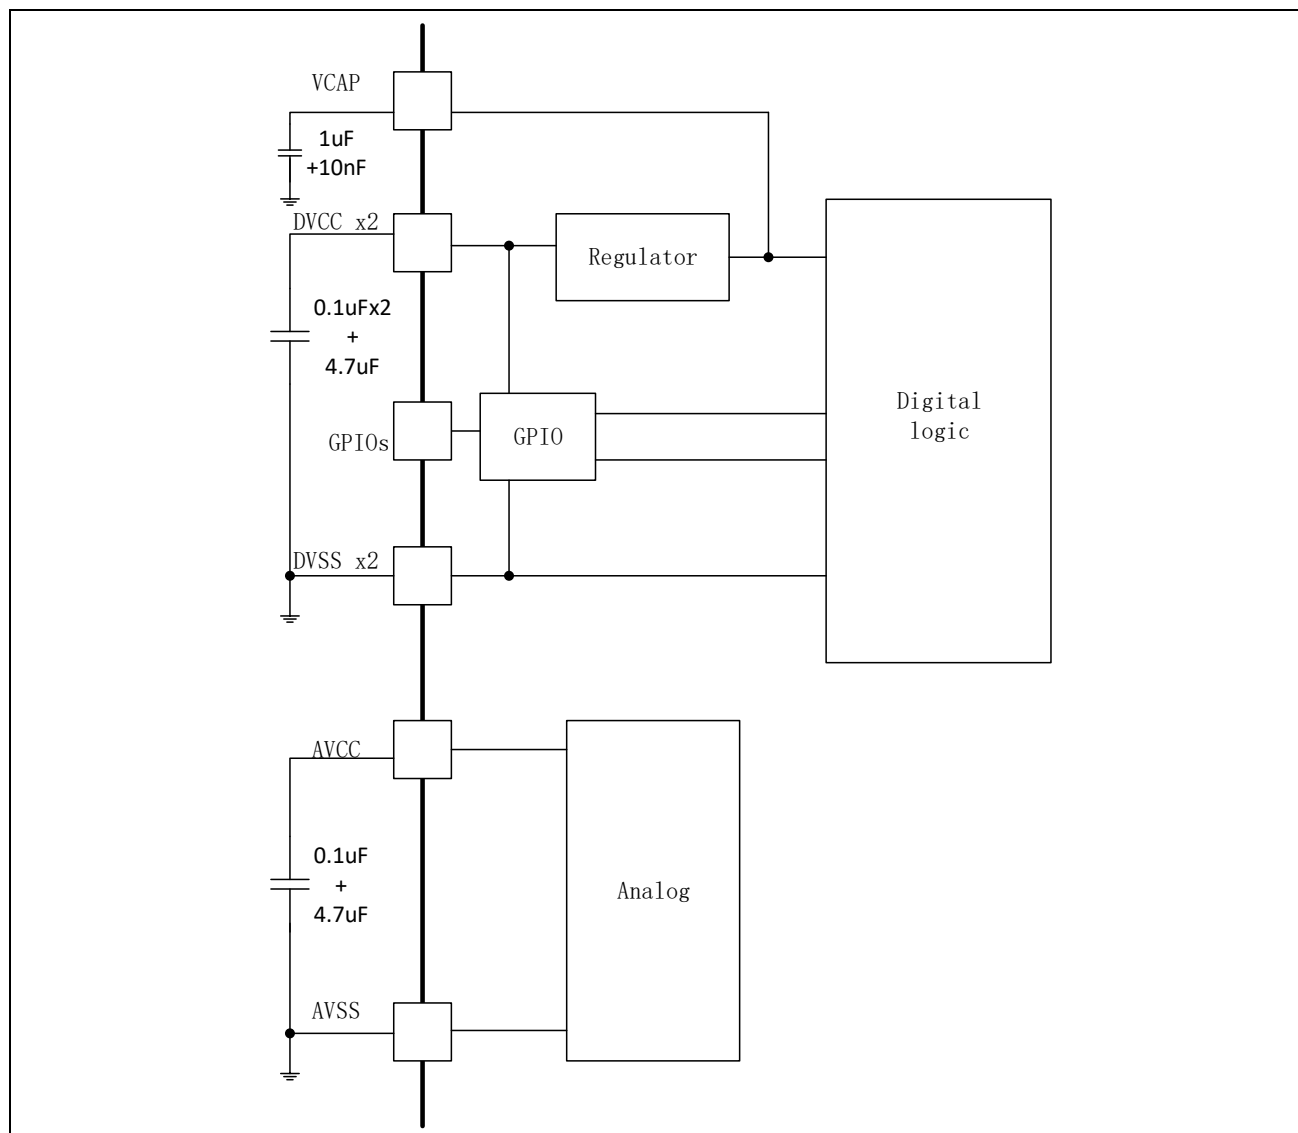 VCAP
1uF
+10nF
DVCC x2
Regulator
0.1uFx2
+
4.7uF
Digital
logic
GPIOs
GPIO
DVSS x2
AVCC
0.1uF
+
4.7uF
Analog
AVSS